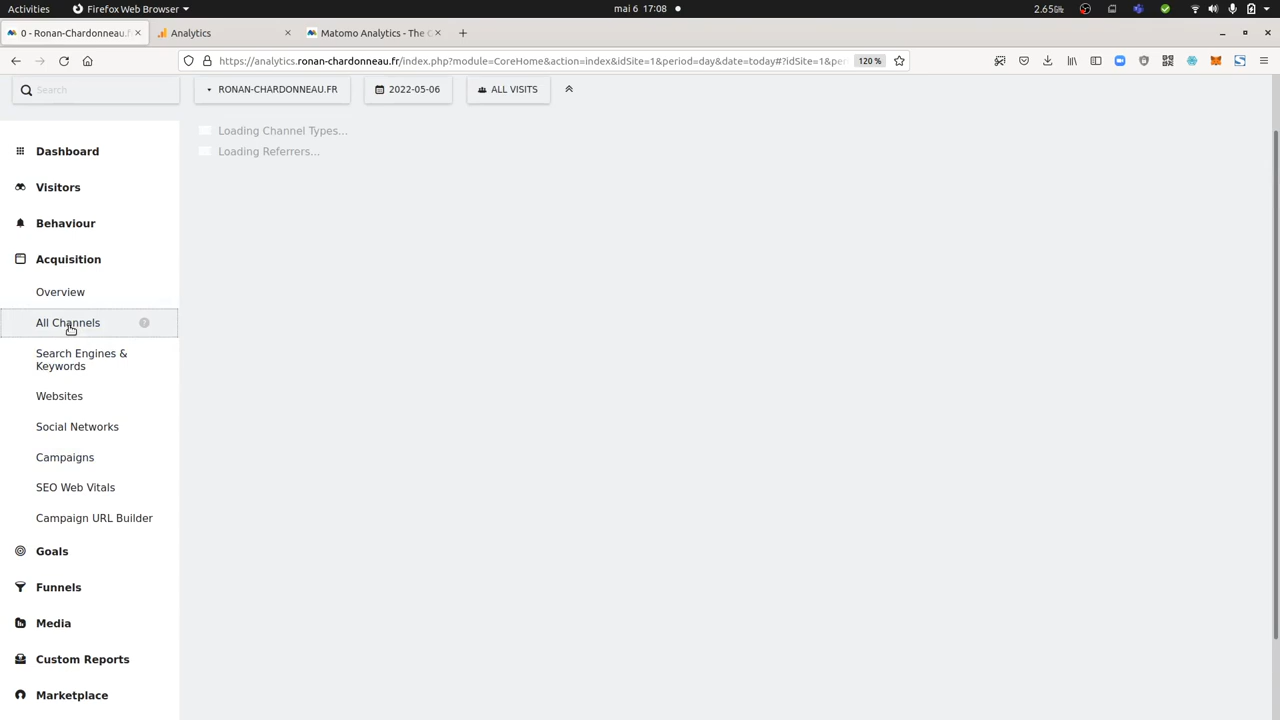 Activities
Firefox Web Browser
mai 6 17:08
0 - Ronan-Chardonneau.f
Analytics
Matomo Analytics - The
https://analytics.ronan-chardonneau.fr/index.php?module=CoreHome&action=index&idSite=1&period=day&date=today#?idSite=1&per
120 %
Search
RONAN-CHARDONNEAU.FR
2022-05-06
ALL VISITS
Loading Channel Types...
Loading Referrers...
Dashboard
Visitors
Behaviour
Acquisition
Overview
All Channels
?
Search Engines &
Keywords
Websites
Social Networks
Campaigns
SEO Web Vitals
Campaign URL Builder
Goals
Funnels
Media
Custom Reports
Marketplace